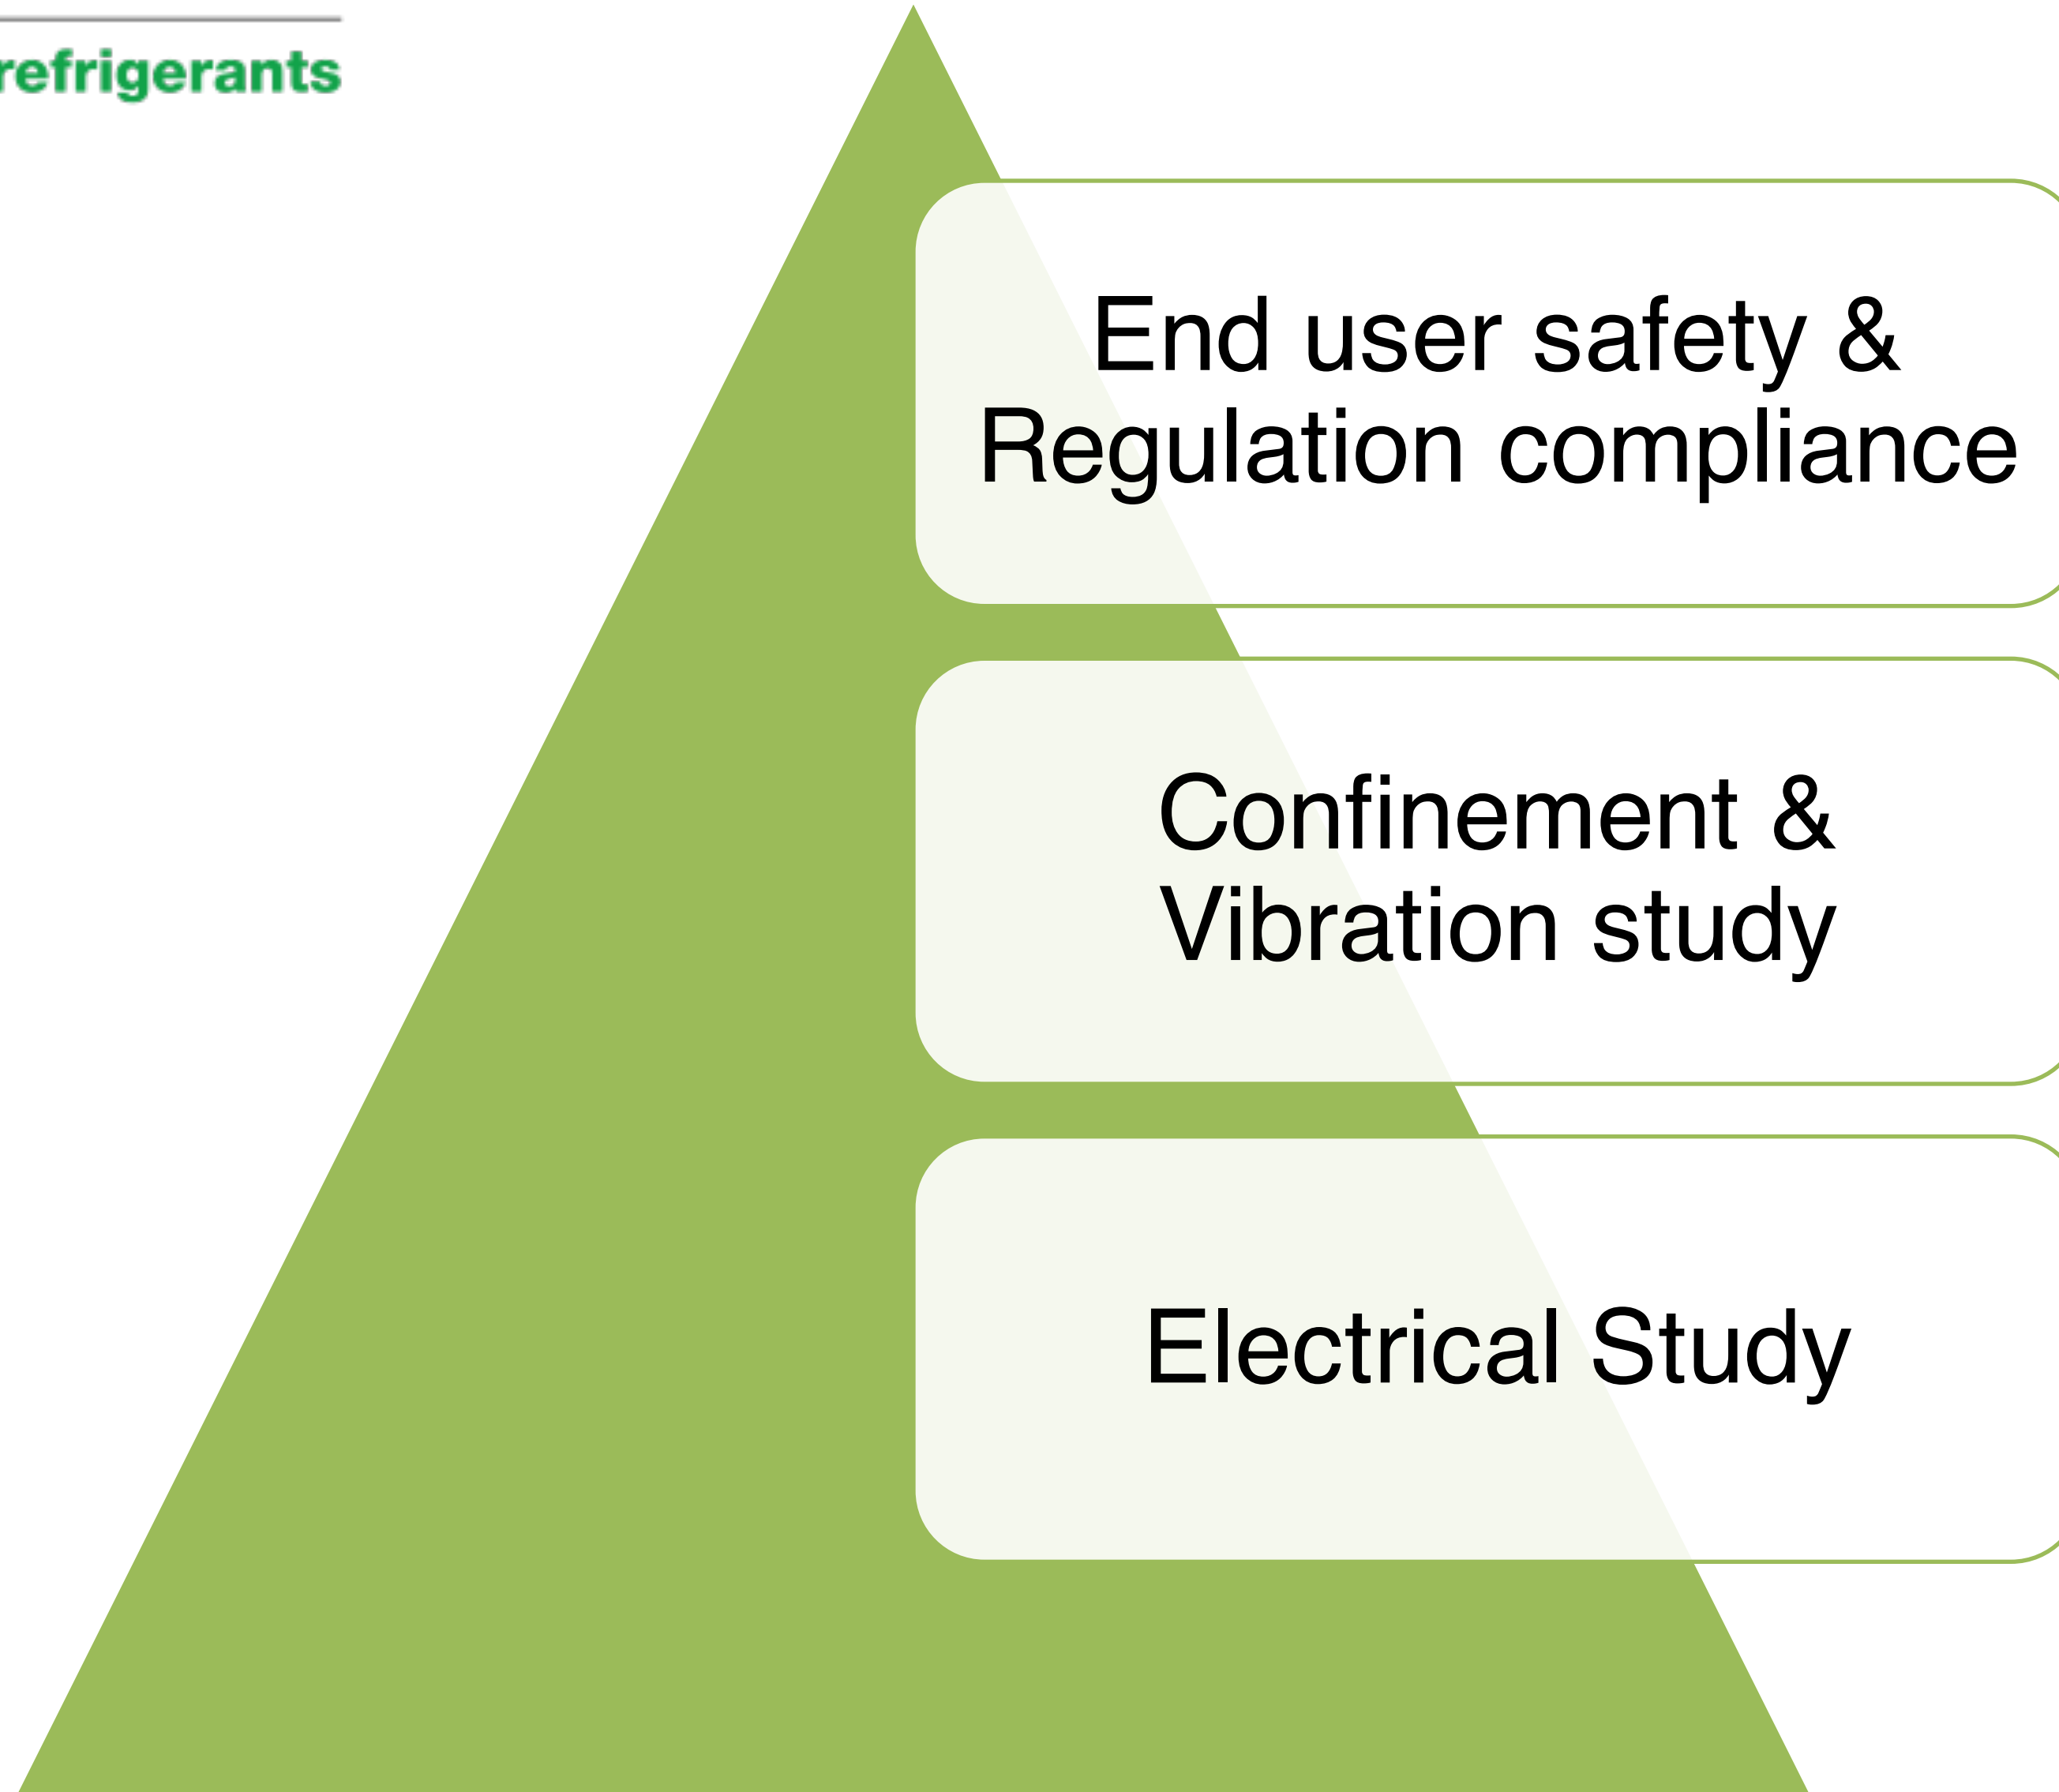 refrigerants
End user safety &
Regulation compliance
Confinement &
Vibration study
Electrical Study